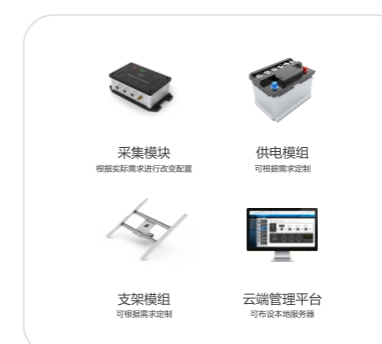 采集模块
根据实际需求进行改变配置
供电模组
可根据需求定制
支架模组
可根据需求定制
云端管理平台
可布设本地服务器